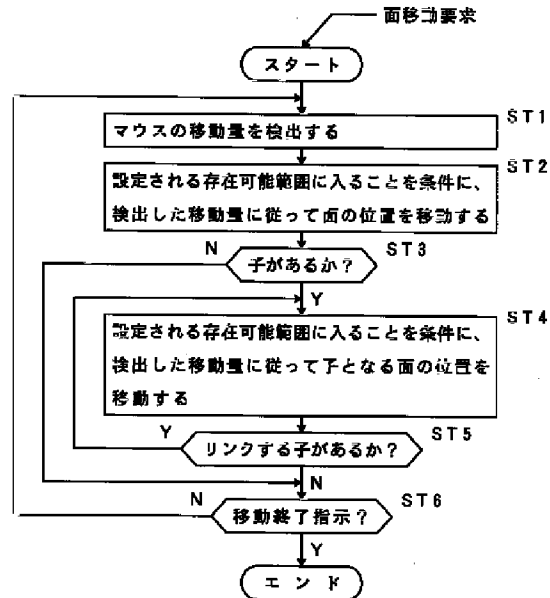 面移動要求
スタート
ST1
マウスの移動量を検出する
ST2
設定される存在可能範囲に入ることを条件に、
検出した移動量に従って面の位置を移動する
N
ST3
子があるか?
Y
ST4
設定される存在可能範囲に入ることを条件に、
検出した移動量に従って子となる面の位置を
移動する
Y
ST5
リンクする子があるか?
N
N
ST6
移動終了指示?
Y
エンド